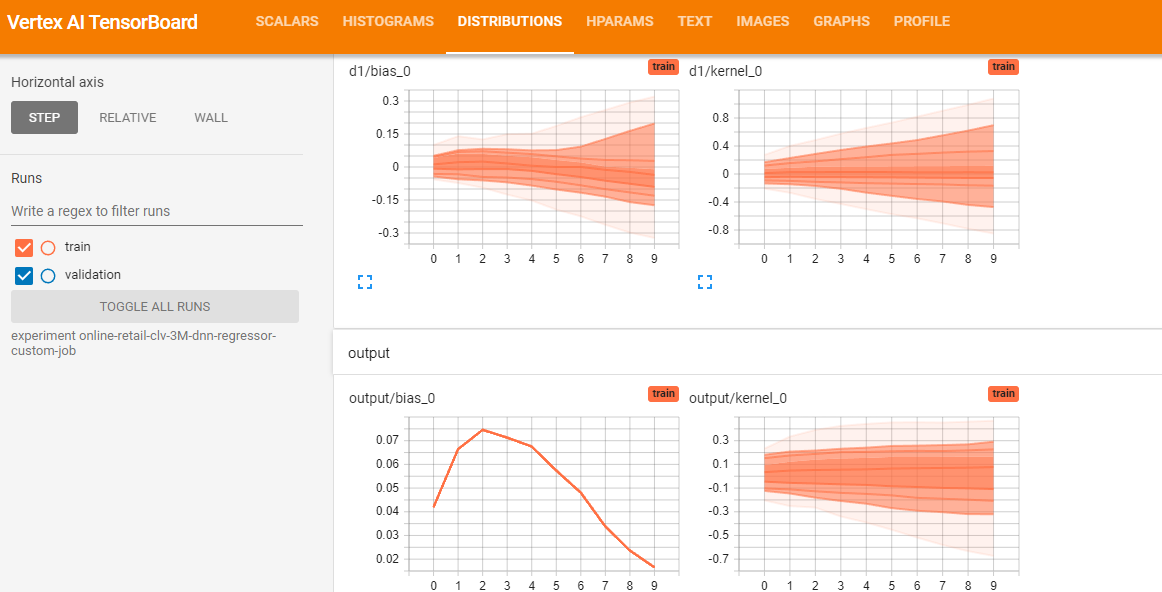 Vertex AI TensorBoard
SCALARS HISTOGRAMS DISTRIBUTIONS HPARAMS TEXT IMAGES GRAPHS PROFILE
Horizontal axis
STEP RELATIVE WALL
Runs
Write a regex to filter runs
train
validation
TOGGLE ALL RUNS
experiment online-retail-clv-3M-dnn-regressor-
custom-job
d1/bias_0
train
0.3
0.15
0
-0.15
-0.3
0 1 2 3 4 5 6 7 8 9
d1/kernel_0
train
0.8
0.4
0
-0.4
-0.8
0 1 2 3 4 5 6 7 8 9
output
output/bias_0
train
0.07
0.06
0.05
0.04
0.03
0.02
0 1 2 3 4 5 6 7 8 9
output/kernel_0
train
0.3
0.1
-0.1
-0.3
-0.5
-0.7
0 1 2 3 4 5 6 7 8 9